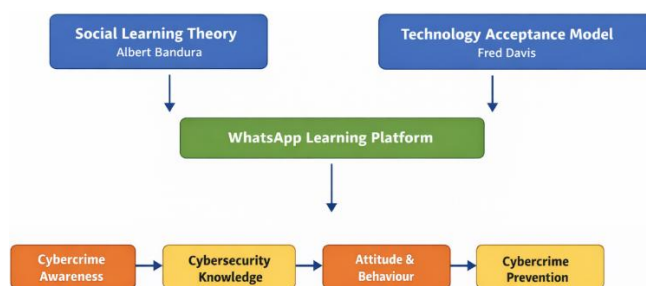 Social Learning Theory
Albert Bandura
Technology Acceptance Model
Fred Davis
WhatsApp Learning Platform
Cybercrime
Awareness
Cybersecurity
Knowledge
Attitude &
Behaviour
Cybercrime
Prevention